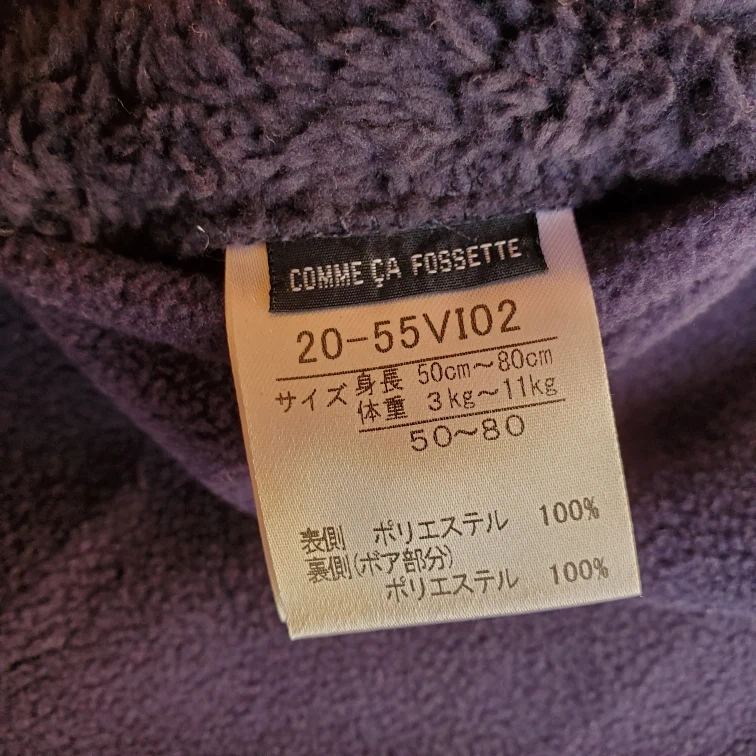 COMME ÇA FOSSETTE
20-55VI02
サイズ 身長 50cm～80cm
体重 3kg～11kg
50～80
表側 ポリエステル 100%
裏側(ボア部分)
ポリエステル 100%